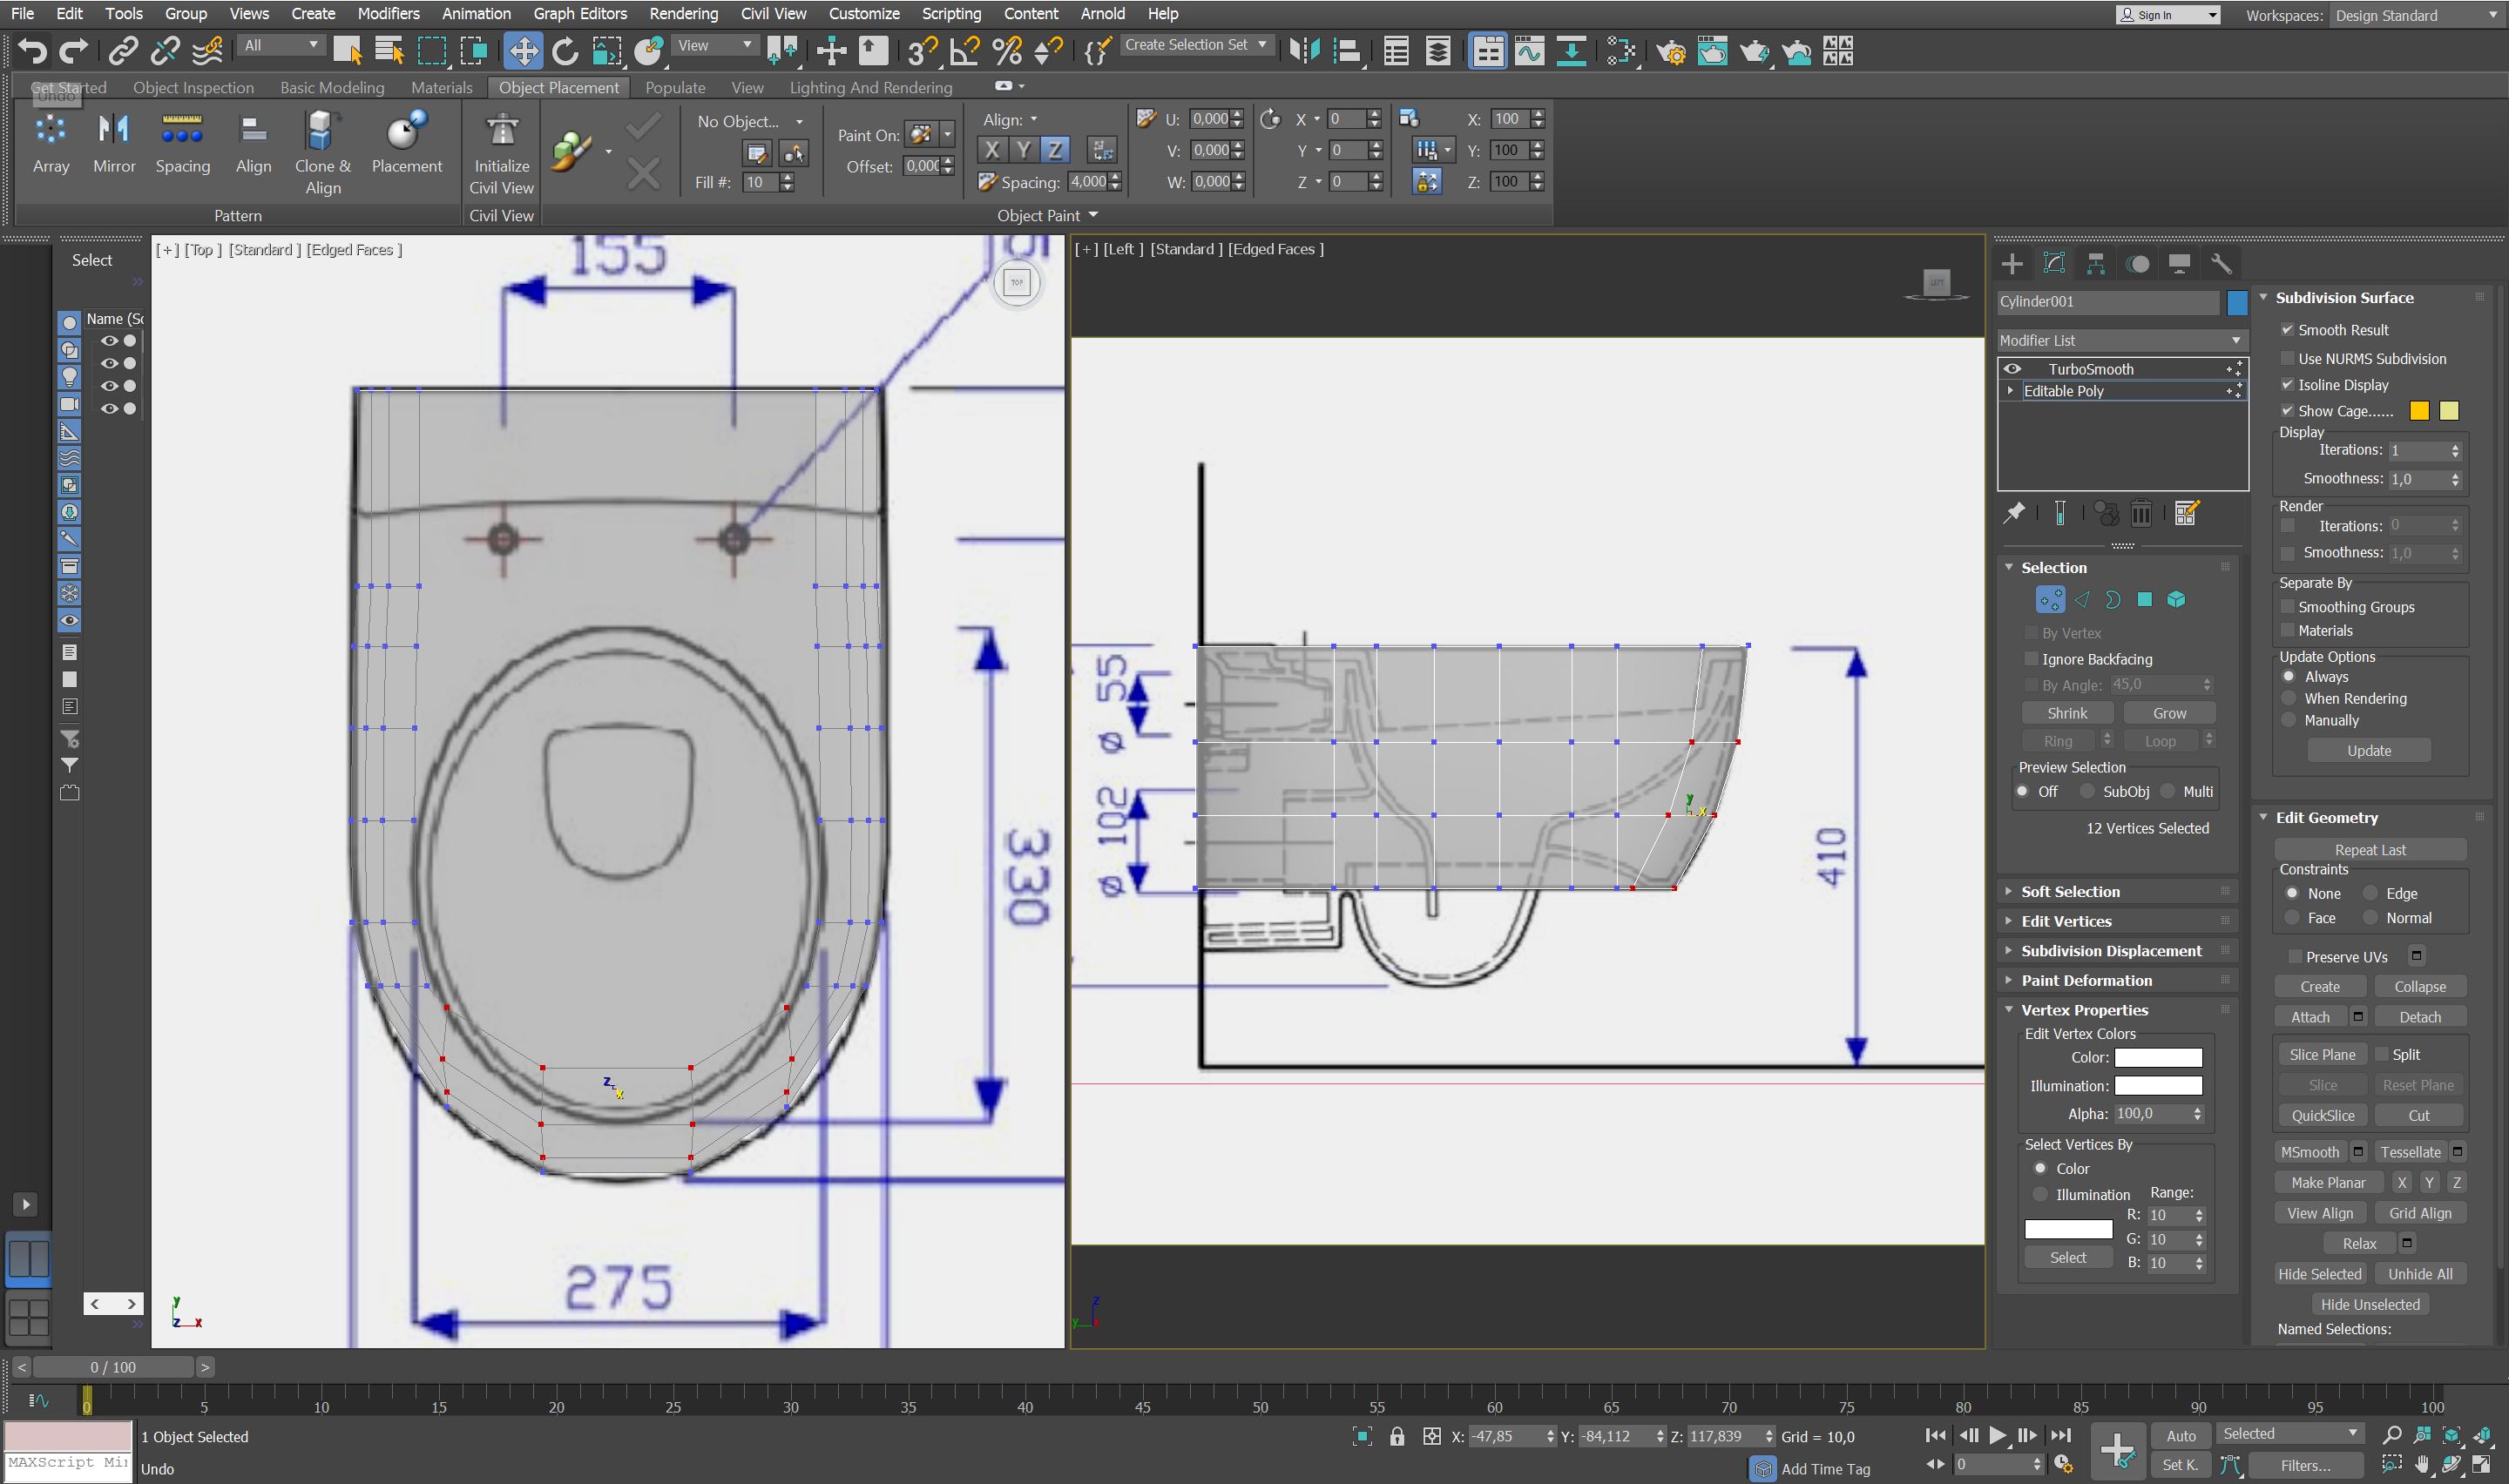 File Edit Tools Group Views Create Modifiers Animation Graph Editors Rendering Civil View Customize Scripting Content Arnold Help
Sign In
Workspaces: Design Standard
All
View
Create Selection Set
Get Started Object Inspection Basic Modeling Materials Object Placement Populate View Lighting And Rendering
Undo
Array
Mirror
Spacing
Align
Clone & Align
Placement
Pattern
Initialize Civil View
Civil View
No Object...
Fill #: 10
Paint On:
Offset: 0,000
Align:
X Y Z
Spacing: 4,000
U: 0,000
V: 0,000
W: 0,000
X 0
Y 0
Z 0
X: 100
Y: 100
Z: 100
Object Paint
Select
Name (Sc
[+] [Top ] [Standard ] [Edged Faces ]
TOP
155
330
275
y
z x
z
x
[+] [Left ] [Standard ] [Edged Faces ]
LEFT
Ø 55
Ø 102
410
y
x
z
y
Cylinder001
Modifier List
TurboSmooth
Editable Poly
Selection
By Vertex
Ignore Backfacing
By Angle: 45,0
Shrink Grow
Ring Loop
Preview Selection
Off SubObj Multi
12 Vertices Selected
Soft Selection
Edit Vertices
Subdivision Displacement
Paint Deformation
Vertex Properties
Edit Vertex Colors
Color:
Illumination:
Alpha: 100,0
Select Vertices By
Color
Illumination Range:
R: 10
G: 10
Select B: 10
Subdivision Surface
Smooth Result
Use NURMS Subdivision
Isoline Display
Show Cage......
Display
Iterations: 1
Smoothness: 1,0
Render
Iterations: 0
Smoothness: 1,0
Separate By
Smoothing Groups
Materials
Update Options
Always
When Rendering
Manually
Update
Edit Geometry
Repeat Last
Constraints
None Edge
Face Normal
Preserve UVs
Create Collapse
Attach Detach
Slice Plane Split
Slice Reset Plane
QuickSlice Cut
MSmooth Tessellate
Make Planar X Y Z
View Align Grid Align
Relax
Hide Selected Unhide All
Hide Unselected
Named Selections:
< 0 / 100 >
0 5 10 15 20 25 30 35 40 45 50 55 60 65 70 75 80 85 90 95 100
1 Object Selected
X: -47,85 Y: -84,112 Z: 117,839 Grid = 10,0
Auto Selected
MAXScript Mi
Undo
Add Time Tag
0
Set K. Filters...